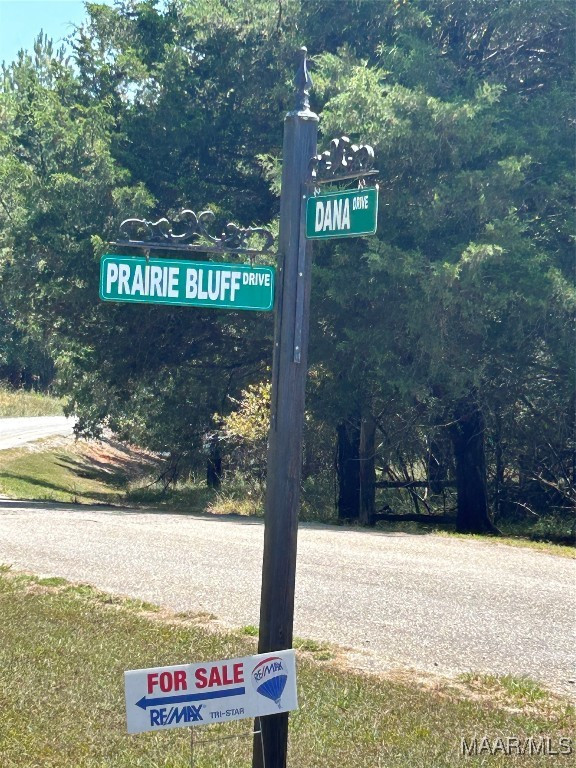 DANA DRIVE
PRAIRIE BLUFF DRIVE
FOR SALE
RE/MAX
RE/MAX TRI-STAR
MAAR/MLS